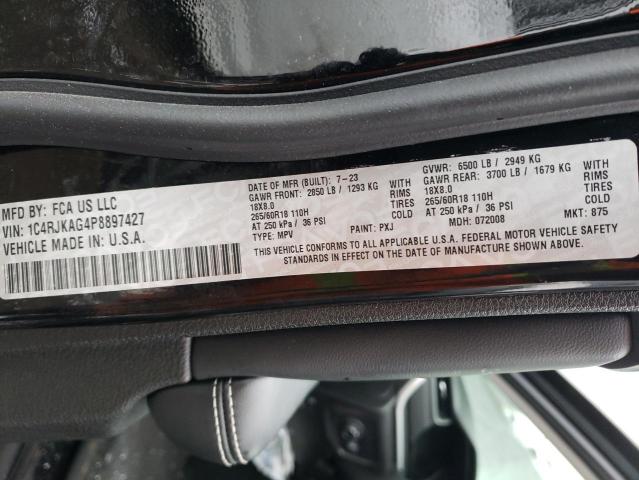 MFD BY: FCA US LLC
VIN: 1C4RJKAG4P8897427
VEHICLE MADE IN: U.S.A.
DATE OF MFR (BUILT): 7-23
GAWR FRONT: 2850 LB / 1293 KG WITH
18X8.0 RIMS
265/60R18 110H TIRES
AT 250 kPa / 36 PSI COLD
TYPE: MPV PAINT: PXJ
GVWR: 6500 LB / 2949 KG
GAWR REAR: 3700 LB / 1679 KG WITH
18X8.0 RIMS
265/60R18 110H TIRES
AT 250 kPa / 36 PSI COLD
MDH: 072008 MKT: 875
THIS VEHICLE CONFORMS TO ALL APPLICABLE U.S.A. FEDERAL MOTOR VEHICLE SAFETY
STANDARDS IN EFFECT ON THE DATE OF MANUFACTURE SHOWN ABOVE.